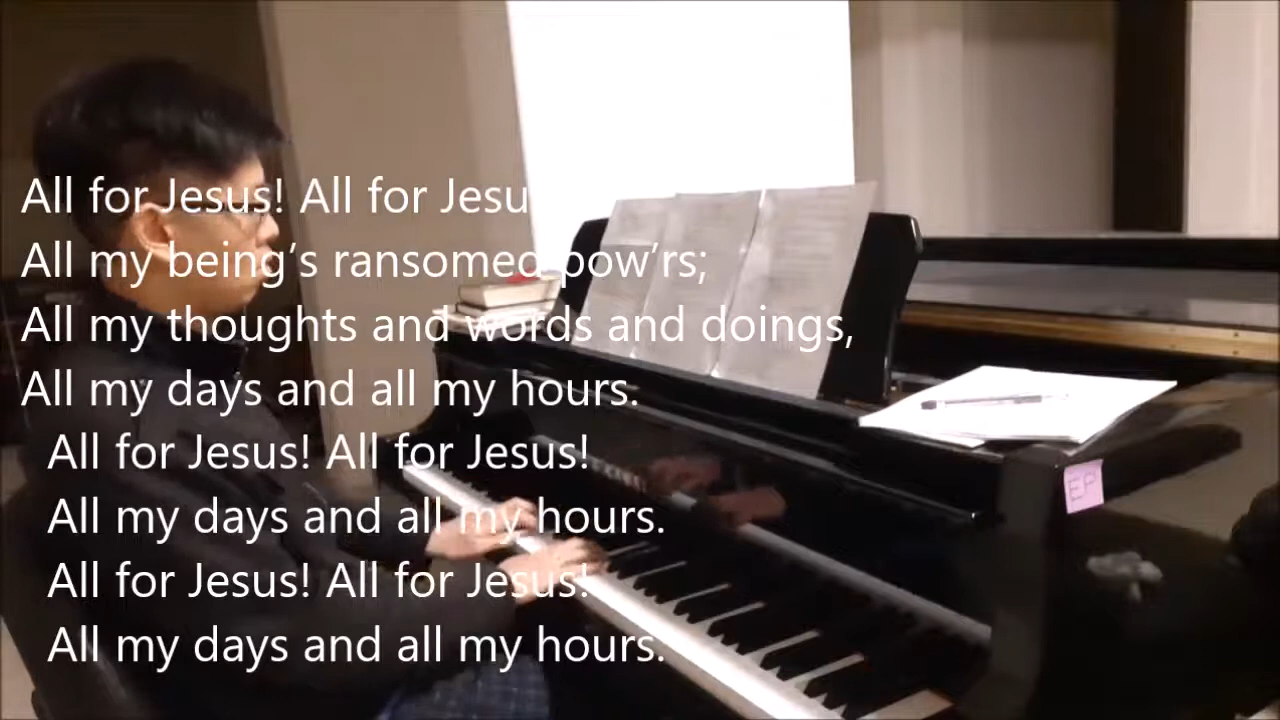 All for Jesus! All for Jesu
All my being’s ransomed pow’rs;
All my thoughts and words and doings,
All my days and all my hours.
All for Jesus! All for Jesus!
All my days and all my hours.
All for Jesus! All for Jesus!
All my days and all my hours.
EP